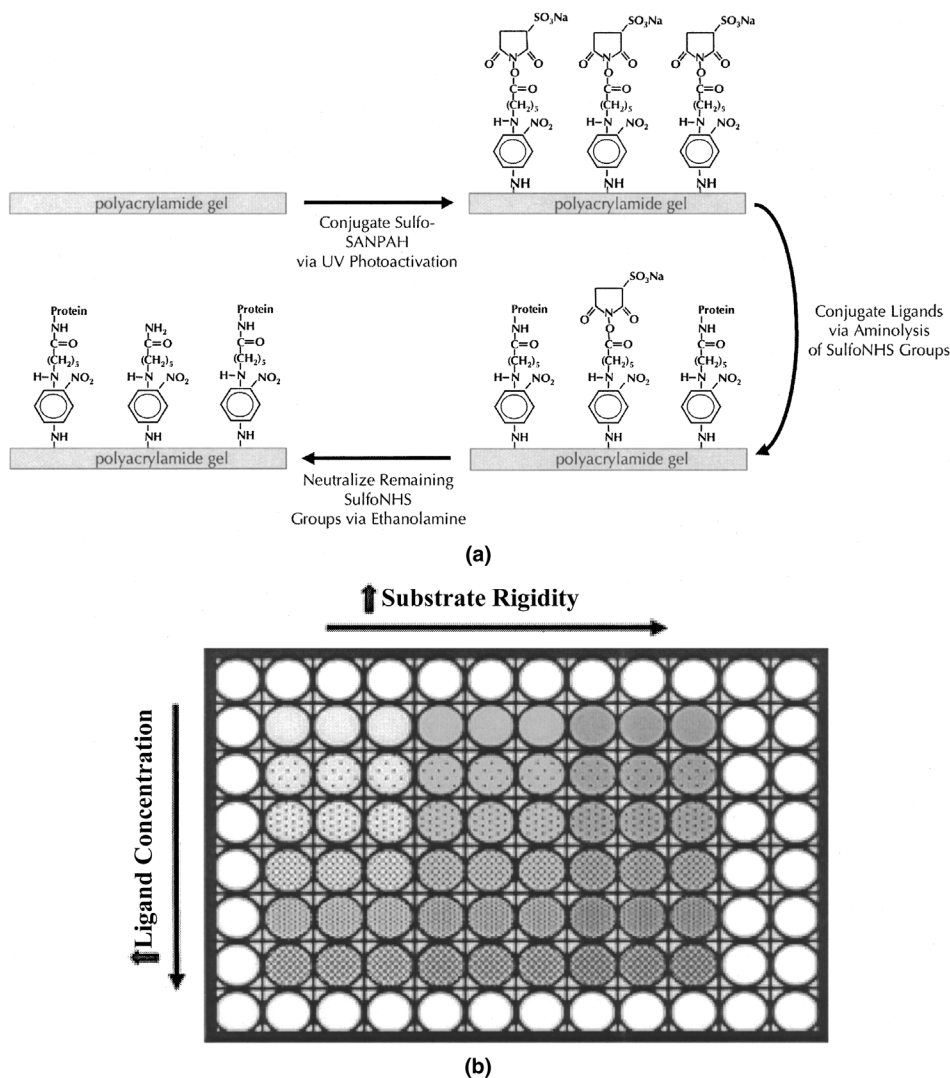 SO₃Na SO₃Na SO₃Na
O N O O N O O N O
O O O
C=O C=O C=O
(CH₂)₅ (CH₂)₅ (CH₂)₅
H–N NO₂ H–N NO₂ H–N NO₂
NH NH NH
polyacrylamide gel
polyacrylamide gel
Conjugate Sulfo-
SANPAH
via UV Photoactivation
Conjugate Ligands
via Aminolysis
of SulfoNHS Groups
Protein
NH
C=O
(CH₂)₅
H–N NO₂
NH
NH₂
C=O
(CH₂)₅
H–N NO₂
NH
Protein
NH
C=O
(CH₂)₅
H–N NO₂
NH
polyacrylamide gel
Protein
NH
C=O
(CH₂)₅
H–N NO₂
NH
SO₃Na
O N O
O
C=O
(CH₂)₅
H–N NO₂
NH
Protein
NH
C=O
(CH₂)₅
H–N NO₂
NH
polyacrylamide gel
Neutralize Remaining
SulfoNHS
Groups via Ethanolamine
(a)
Substrate Rigidity
Ligand Concentration
(b)